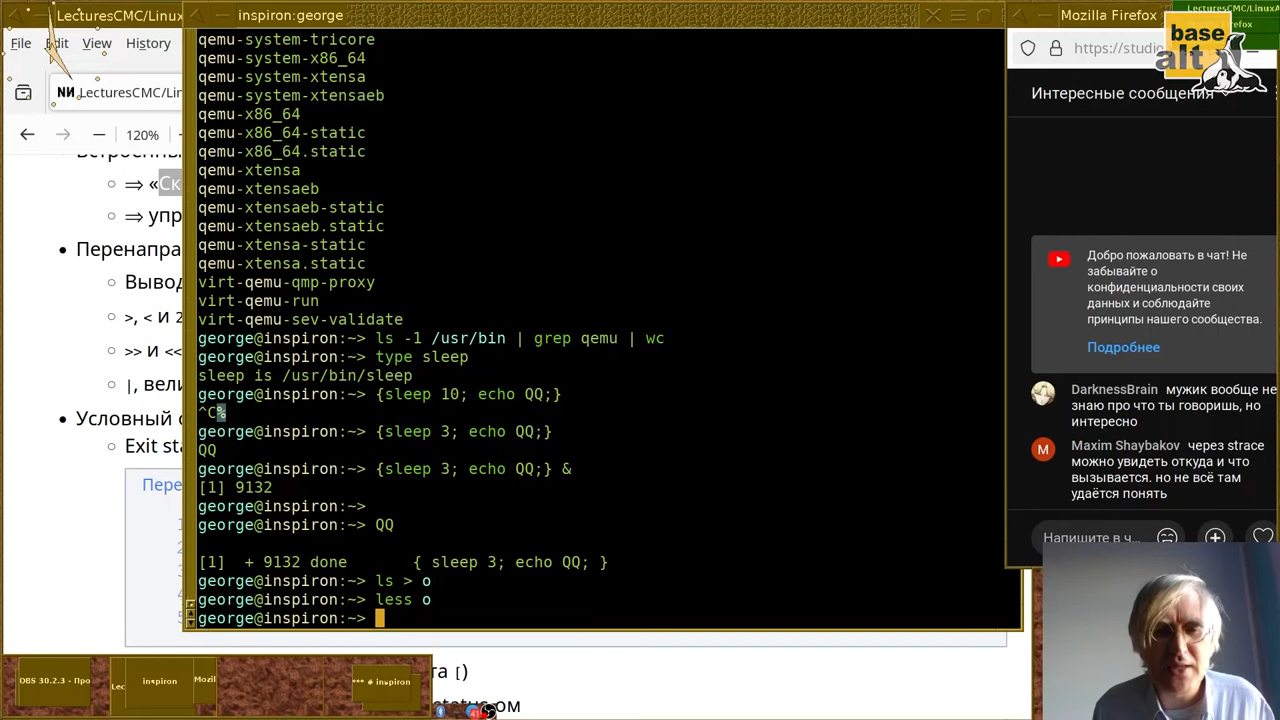 LecturesCMC/Linux
inspiron:george
Mozilla Firefox
LecturesCMC/LinuxA
base
alt
File Edit View History
https://studio
LecturesCMC/Lin
120%
Интересные сообщения
qemu-system-tricore
qemu-system-x86_64
qemu-system-xtensa
qemu-system-xtensaeb
qemu-x86_64
qemu-x86_64-static
qemu-x86_64.static
qemu-xtensa
qemu-xtensaeb
qemu-xtensaeb-static
qemu-xtensaeb.static
qemu-xtensa-static
qemu-xtensa.static
virt-qemu-qmp-proxy
virt-qemu-run
virt-qemu-sev-validate
george@inspiron:~> ls -1 /usr/bin | grep qemu | wc
george@inspiron:~> type sleep
sleep is /usr/bin/sleep
george@inspiron:~> {sleep 10; echo QQ;}
^C%
george@inspiron:~> {sleep 3; echo QQ;}
QQ
george@inspiron:~> {sleep 3; echo QQ;} &
[1] 9132
george@inspiron:~>
george@inspiron:~> QQ
[1]  + 9132 done       { sleep 3; echo QQ; }
george@inspiron:~> ls > o
george@inspiron:~> less o
george@inspiron:~>
⇒ «Ск
⇒ упр
Перенапра
Вывод
>, < и 2
>> и <<
|, вели
Условный о
Exit sta
Пере
та [)
ом
Добро пожаловать в чат! Не
забывайте о
конфиденциальности своих
данных и соблюдайте
принципы нашего сообщества.
Подробнее
DarknessBrain мужик вообще не
знаю про что ты говоришь, но
интересно
M
Maxim Shaybakov через strace
можно увидеть откуда и что
вызывается. но не всё там
удаётся понять
Напишите в ч...
OBS 30.2.3 - Про
Lec
inspiron
Mozil
*** # inspiron